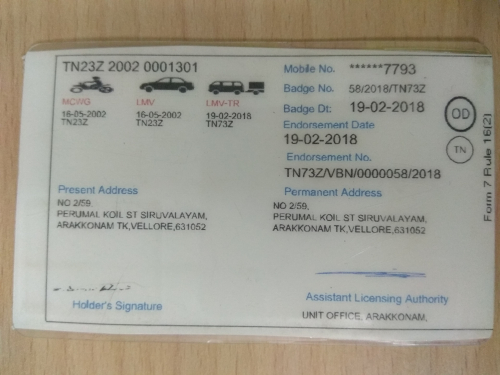 TN23Z 2002 0001301
Mobile No. ******7793
MCWG LMV LMV-TR
16-05-2002 16-05-2002 19-02-2018
TN23Z TN23Z TN73Z
Badge No. 58/2018/TN73Z
Badge Dt: 19-02-2018
Endorsement Date
19-02-2018
Endorsement No.
TN73Z/VBN/0000058/2018
OD
TN
Form 7 Rule 16(2)
Present Address
NO 2/59,
PERUMAL KOIL ST SIRUVALAYAM,
ARAKKONAM TK,VELLORE,631052
Permanent Address
NO 2/59,
PERUMAL KOIL ST SIRUVALAYAM,
ARAKKONAM TK,VELLORE,631052
Holder's Signature
Assistant Licensing Authority
UNIT OFFICE, ARAKKONAM,